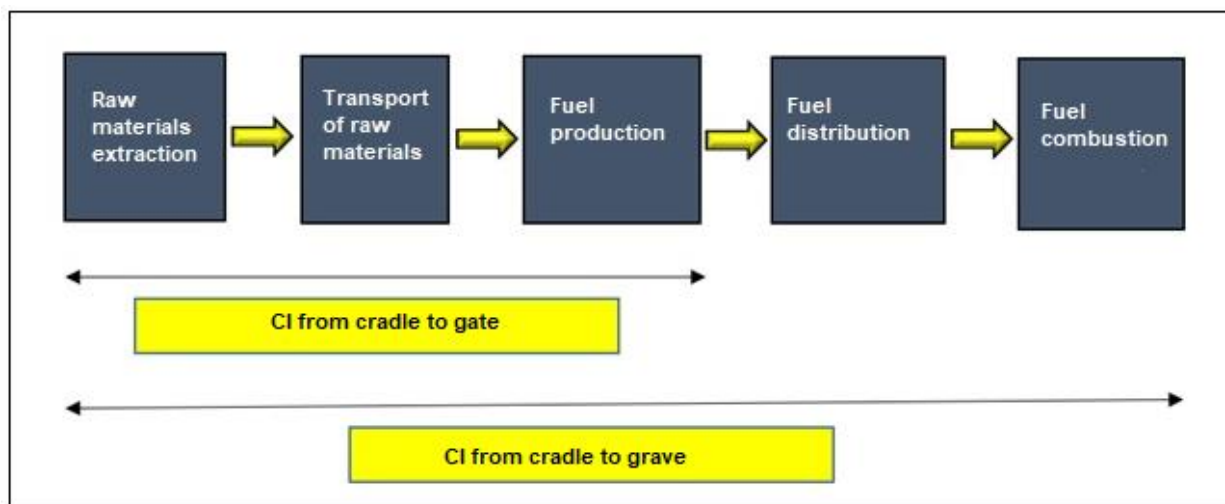 Raw
materials
extraction
Transport
of raw
materials
Fuel
production
Fuel
distribution
Fuel
combustion
CI from cradle to gate
CI from cradle to grave